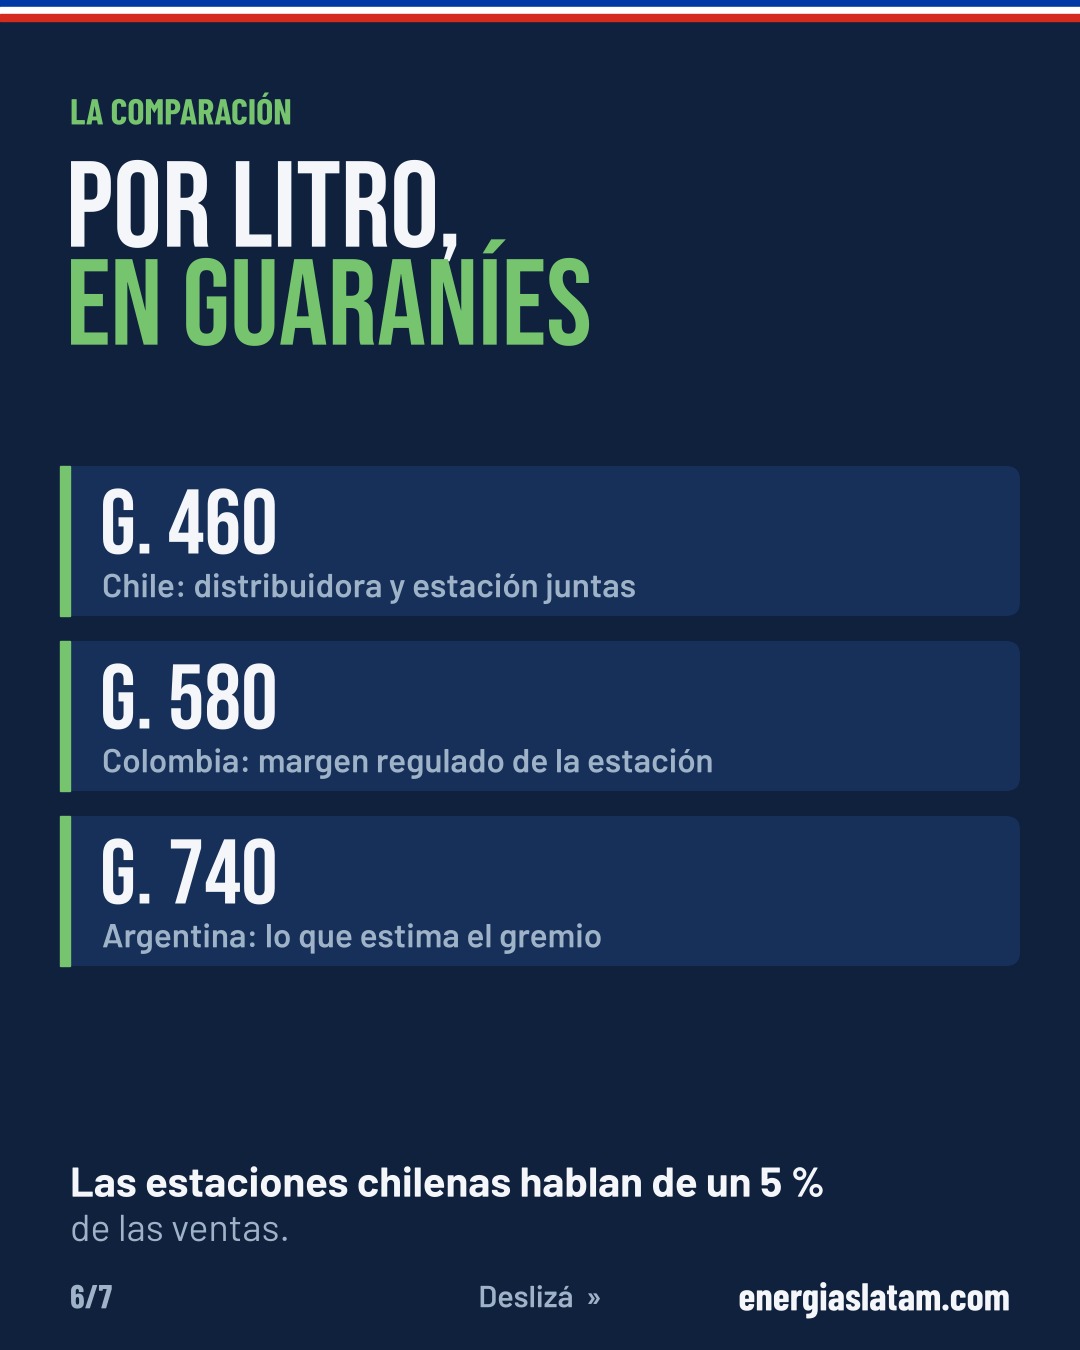 LA COMPARACIÓN
POR LITRO,
EN GUARANÍES
G. 460
Chile: distribuidora y estación juntas
G. 580
Colombia: margen regulado de la estación
G. 740
Argentina: lo que estima el gremio
Las estaciones chilenas hablan de un 5 %
de las ventas.
6/7
Deslizá »
energiaslatam.com